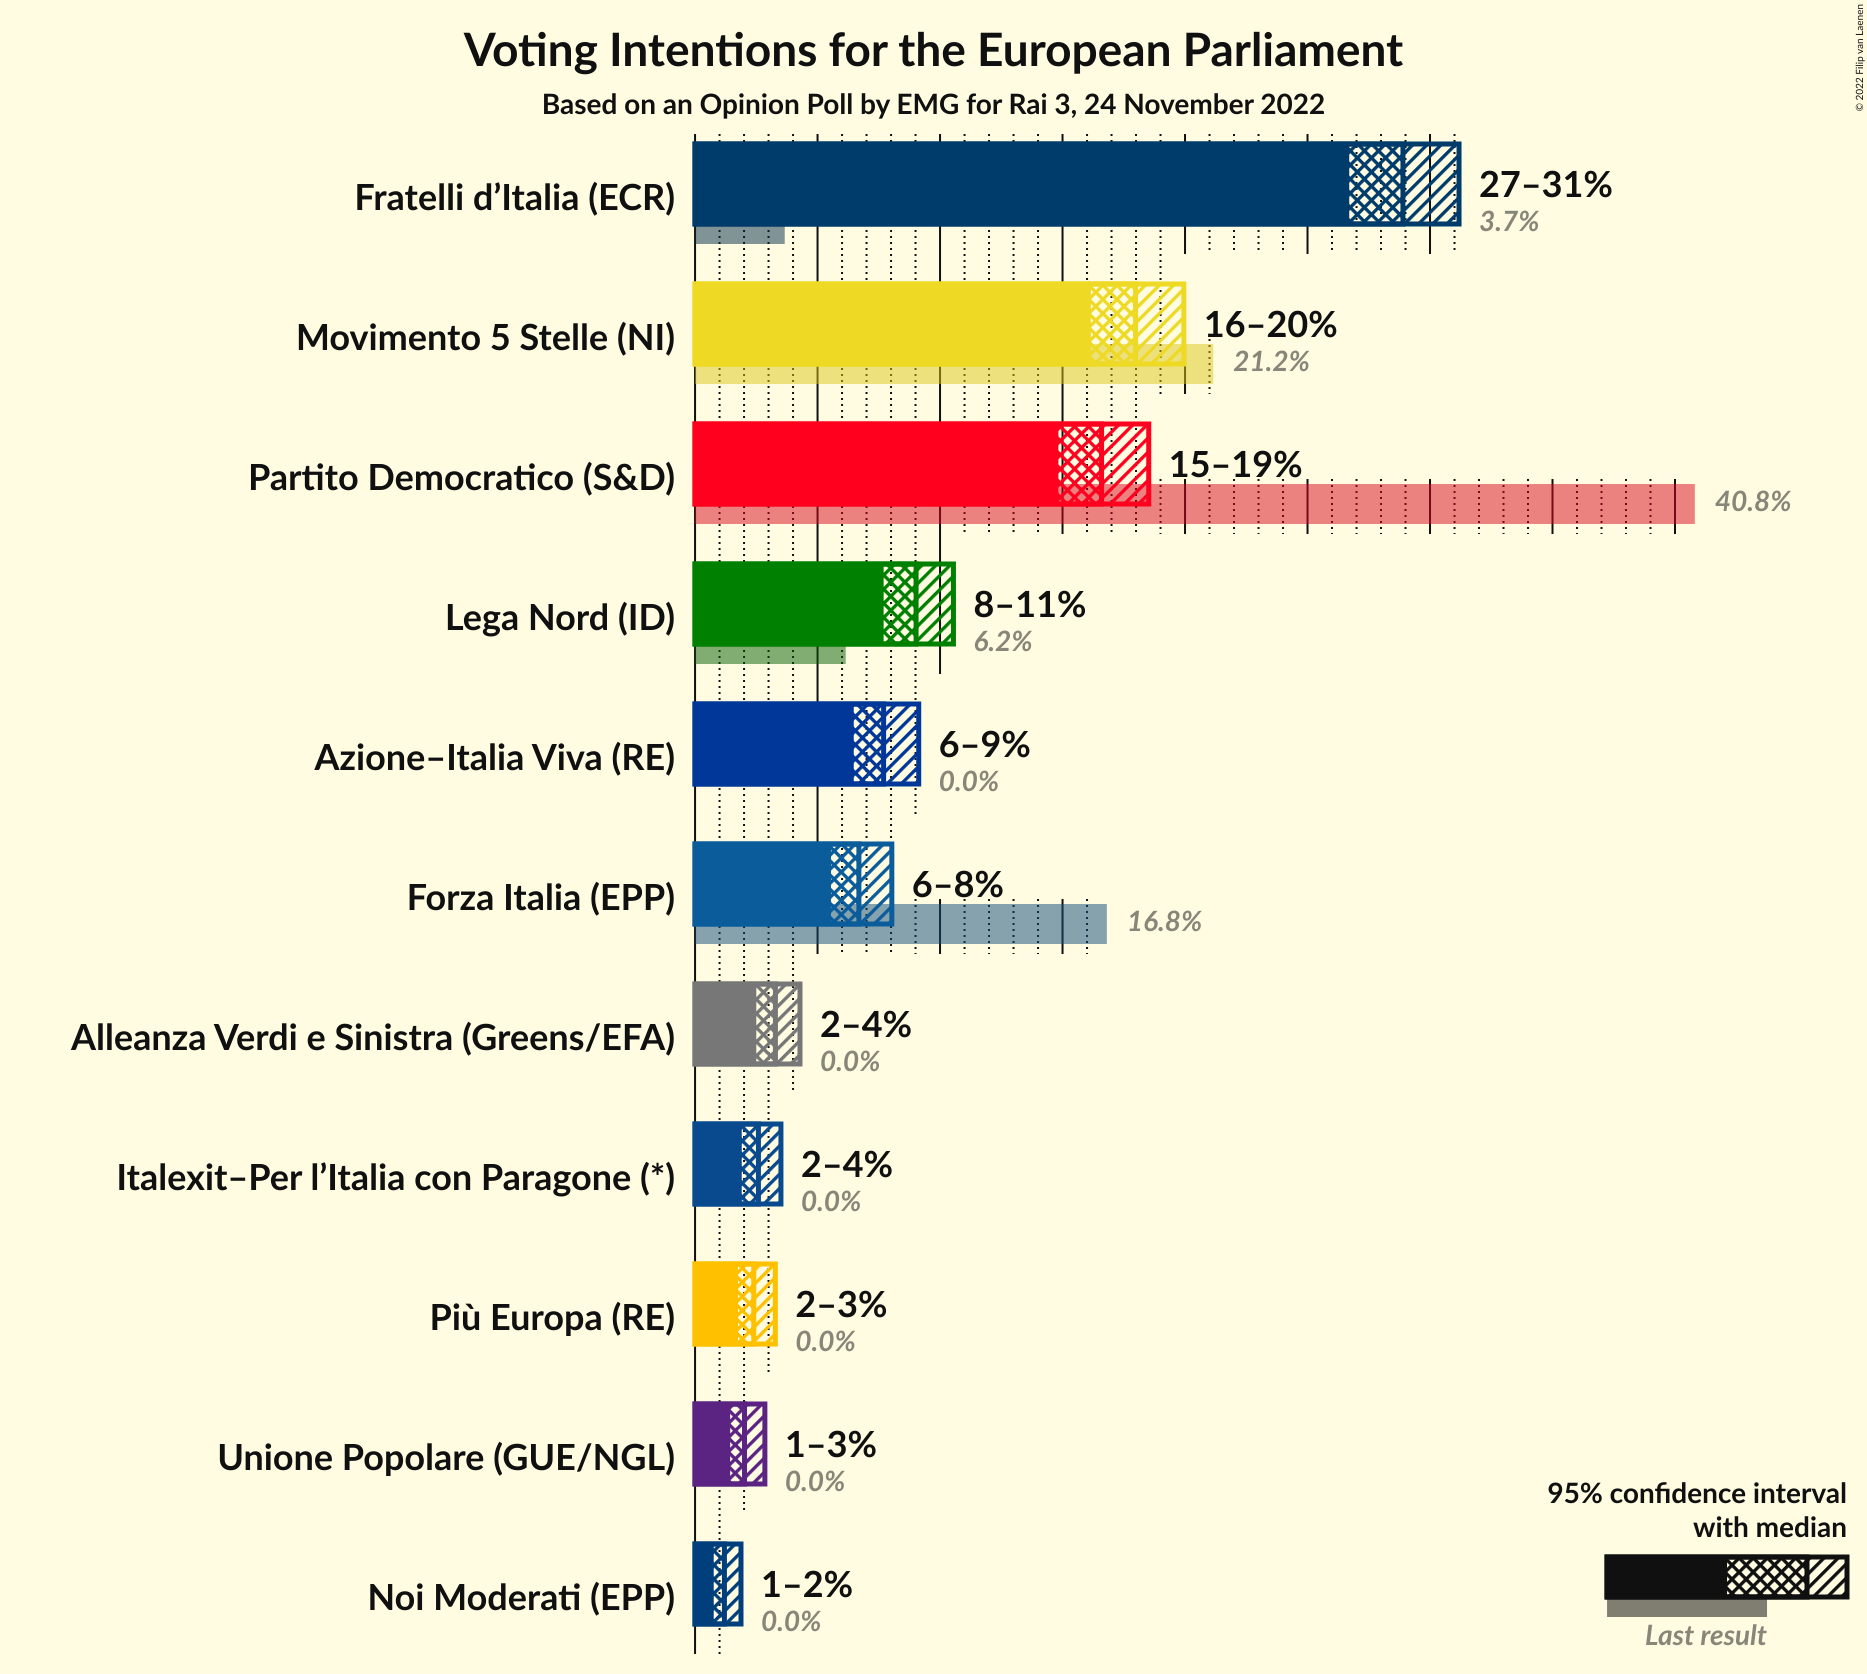 Voting Intentions for the European Parliament
Based on an Opinion Poll by EMG for Rai 3, 24 November 2022
© 2022 Filip van Laenen
Fratelli d’Italia (ECR)
27–31%
3.7%
Movimento 5 Stelle (NI)
16–20%
21.2%
Partito Democratico (S&D)
15–19%
40.8%
Lega Nord (ID)
8–11%
6.2%
Azione–Italia Viva (RE)
6–9%
0.0%
Forza Italia (EPP)
6–8%
16.8%
Alleanza Verdi e Sinistra (Greens/EFA)
2–4%
0.0%
Italexit–Per l’Italia con Paragone (*)
2–4%
0.0%
Più Europa (RE)
2–3%
0.0%
Unione Popolare (GUE/NGL)
1–3%
0.0%
Noi Moderati (EPP)
1–2%
0.0%
95% confidence interval
with median
Last result